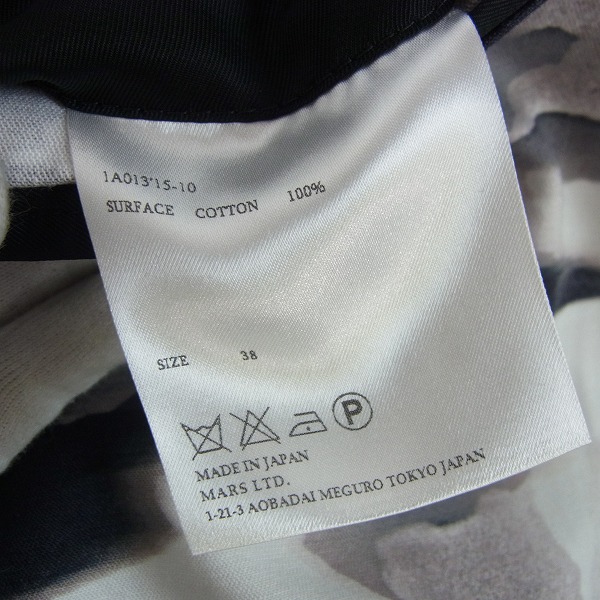 1A013'15-10
SURFACE COTTON 100%
SIZE 38
P
MADE IN JAPAN
MARS LTD.
1-21-3 AOBADAI MEGURO TOKYO JAPAN